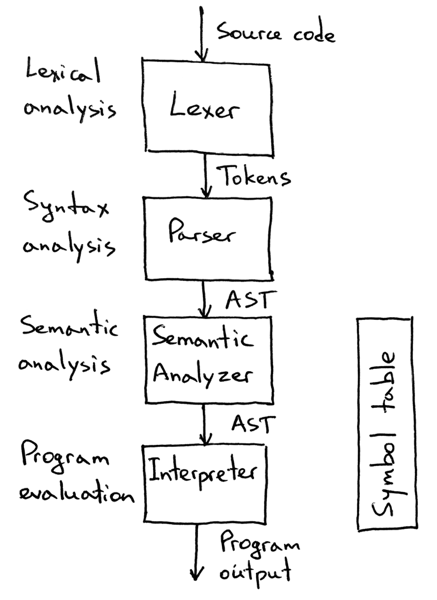 Source code
Lexical
analysis
Lexer
Tokens
Syntax
analysis
Parser
AST
Semantic
analysis
Semantic
Analyzer
AST
Program
evaluation
Interpreter
Program
output
Symbol table